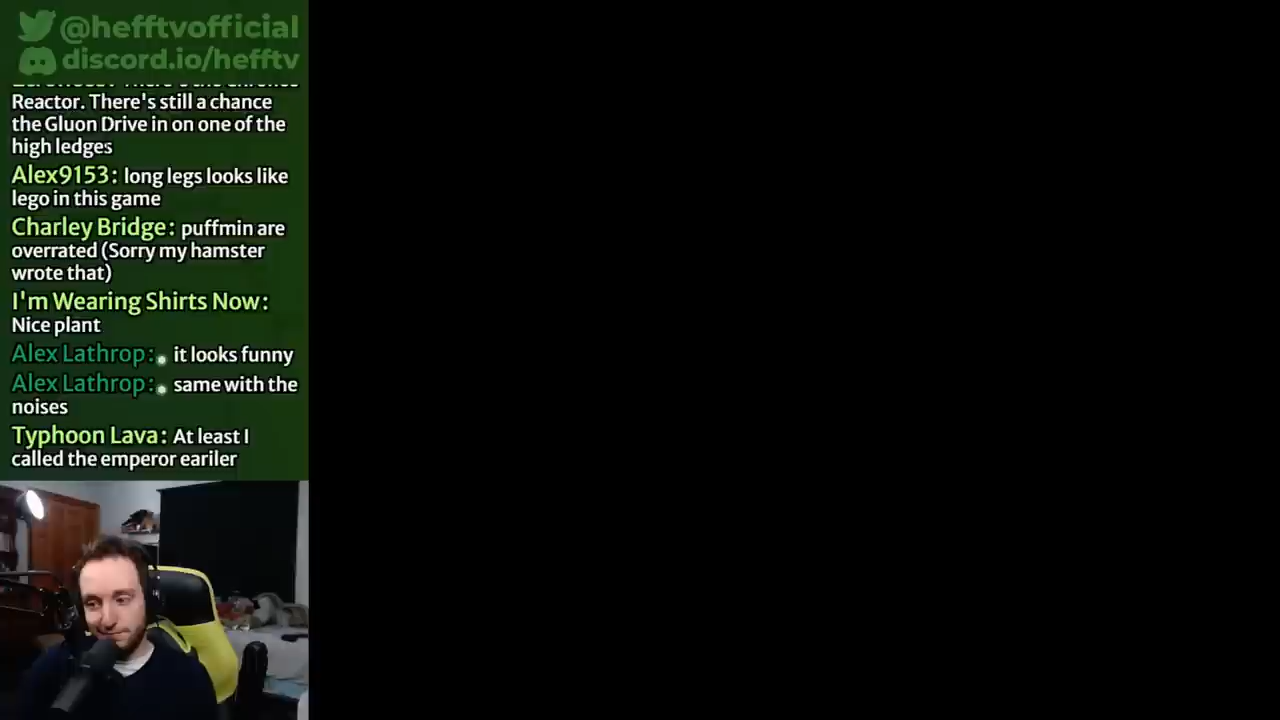 @hefftvofficial
discord.io/hefftv
Reactor. There's still a chance
the Gluon Drive in on one of the
high ledges
Alex9153: long legs looks like
lego in this game
Charley Bridge: puffmin are
overrated (Sorry my hamster
wrote that)
I'm Wearing Shirts Now:
Nice plant
Alex Lathrop: it looks funny
Alex Lathrop: same with the
noises
Typhoon Lava: At least I
called the emperor eariler